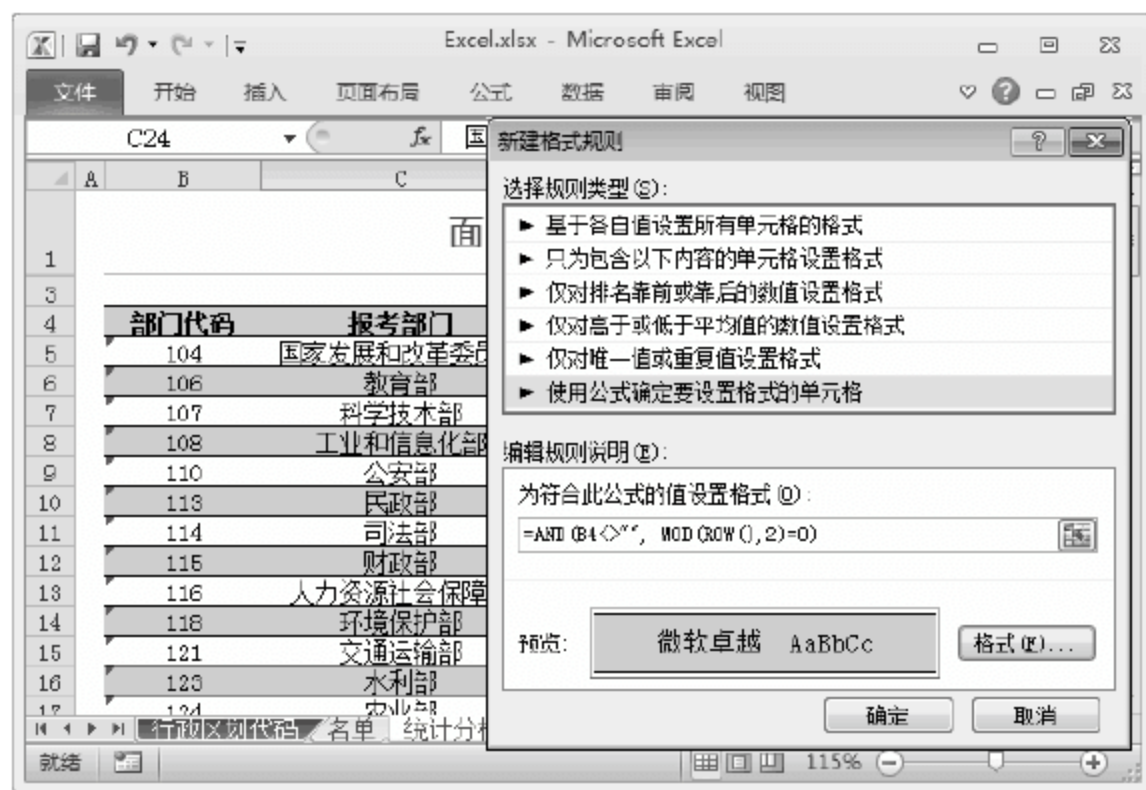 Excel.xlsx - Microsoft Excel
文件 开始 插入 页面布局 公式 数据 审阅 视图
C24 fx 国
新建格式规则
选择规则类型(S):
► 基于各自值设置所有单元格的格式
► 只为包含以下内容的单元格设置格式
► 仅对排名靠前或靠后的数值设置格式
► 仅对高于或低于平均值的数值设置格式
► 仅对唯一值或重复值设置格式
► 使用公式确定要设置格式的单元格
编辑规则说明(E):
为符合此公式的值设置格式(O):
=AND(B4<>"", MOD(ROW(),2)=0)
预览: 微软卓越 AaBbCc 格式(F)...
确定 取消
A B C
1 面
3
4 部门代码 报考部门
5 104 国家发展和改革委员
6 106 教育部
7 107 科学技术部
8 108 工业和信息化部
9 110 公安部
10 113 民政部
11 114 司法部
12 115 财政部
13 116 人力资源社会保障
14 118 环境保护部
15 121 交通运输部
16 123 水利部
17 124 农业部
行政区划代码 名单 统计分析
就绪 115%